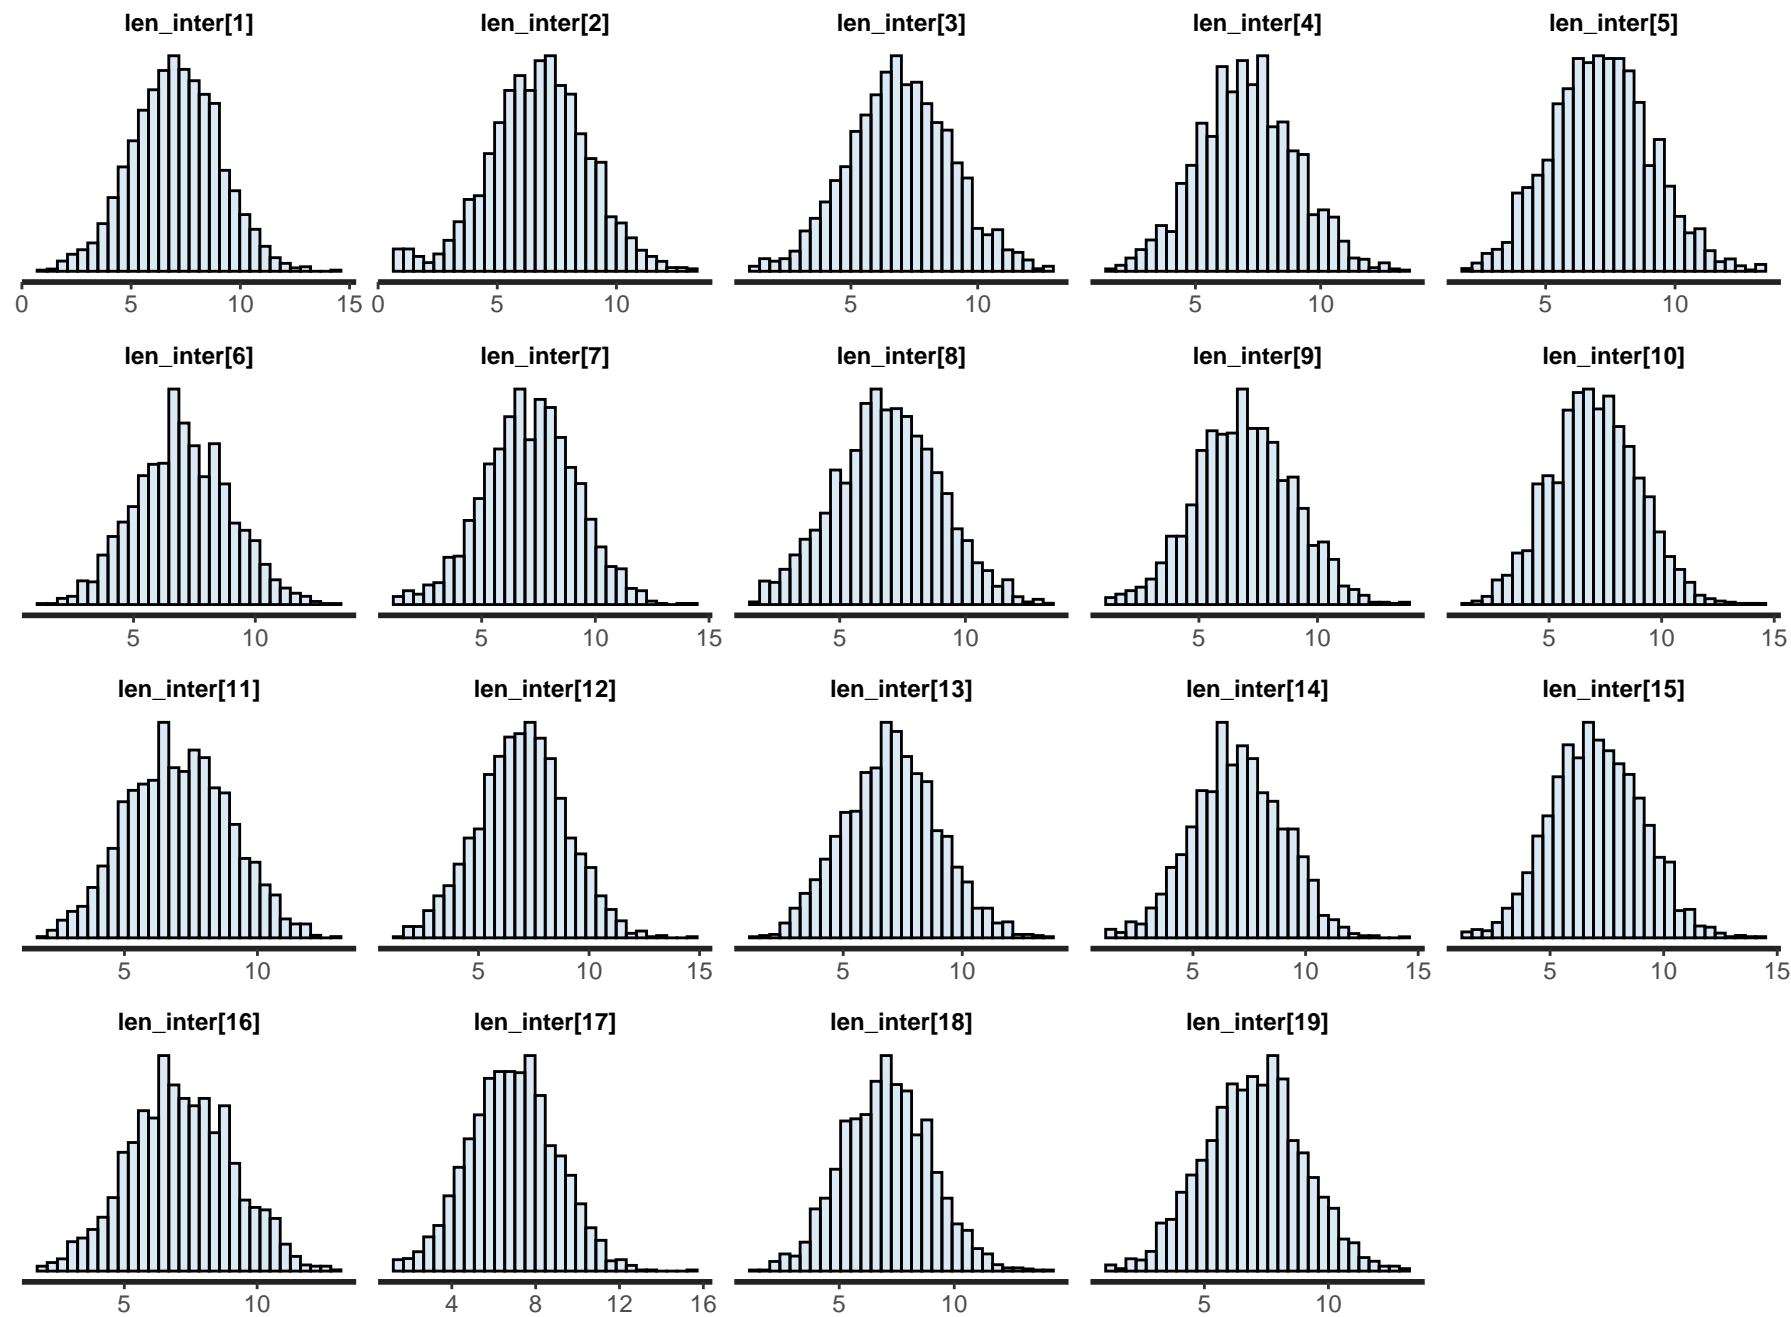 len_inter[1] len_inter[2] len_inter[3] len_inter[4] len_inter[5]
0 5 10 15 0 5 10 5 10 5 10 5 10
len_inter[6] len_inter[7] len_inter[8] len_inter[9] len_inter[10]
5 10 5 10 15 5 10 5 10 5 10 15
len_inter[11] len_inter[12] len_inter[13] len_inter[14] len_inter[15]
5 10 5 10 15 5 10 5 10 15 5 10 15
len_inter[16] len_inter[17] len_inter[18] len_inter[19]
5 10 4 8 12 16 5 10 5 10